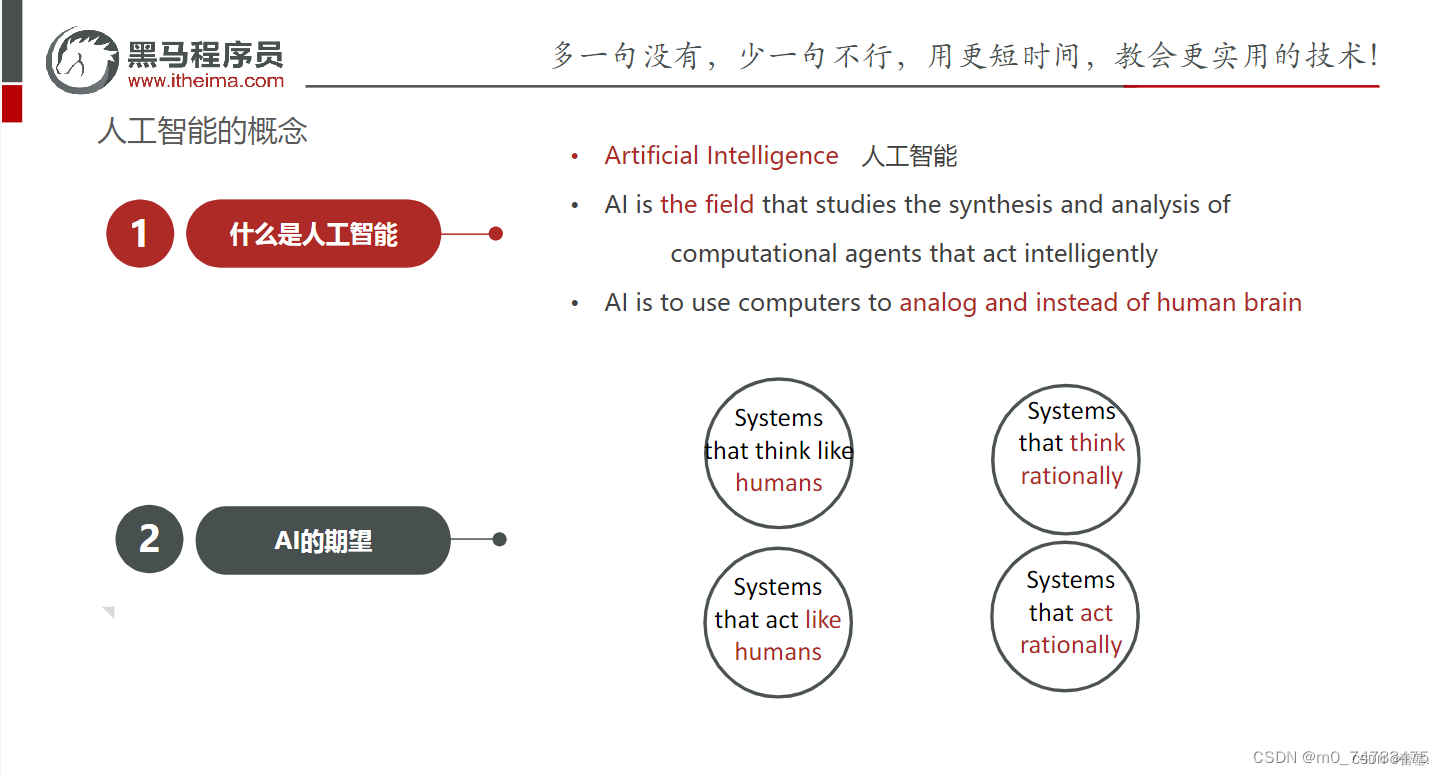 黑马程序员
www.itheima.com
多一句没有，少一句不行，用更短时间，教会更实用的技术！
人工智能的概念
1
什么是人工智能
• Artificial Intelligence 人工智能
• AI is the field that studies the synthesis and analysis of
computational agents that act intelligently
• AI is to use computers to analog and instead of human brain
2
AI的期望
Systems
that think like
humans
Systems
that think
rationally
Systems
that act like
humans
Systems
that act
rationally
CSDN